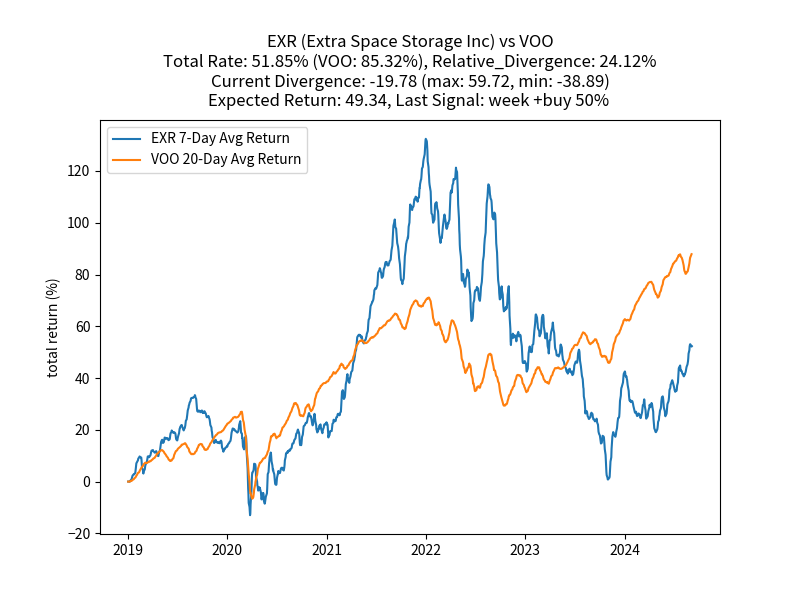 EXR (Extra Space Storage Inc) vs VOO
Total Rate: 51.85% (VOO: 85.32%), Relative_Divergence: 24.12%
Current Divergence: -19.78 (max: 59.72, min: -38.89)
Expected Return: 49.34, Last Signal: week +buy 50%
EXR 7-Day Avg Return
VOO 20-Day Avg Return
total return (%)
120
100
80
60
40
20
0
−20
2019 2020 2021 2022 2023 2024